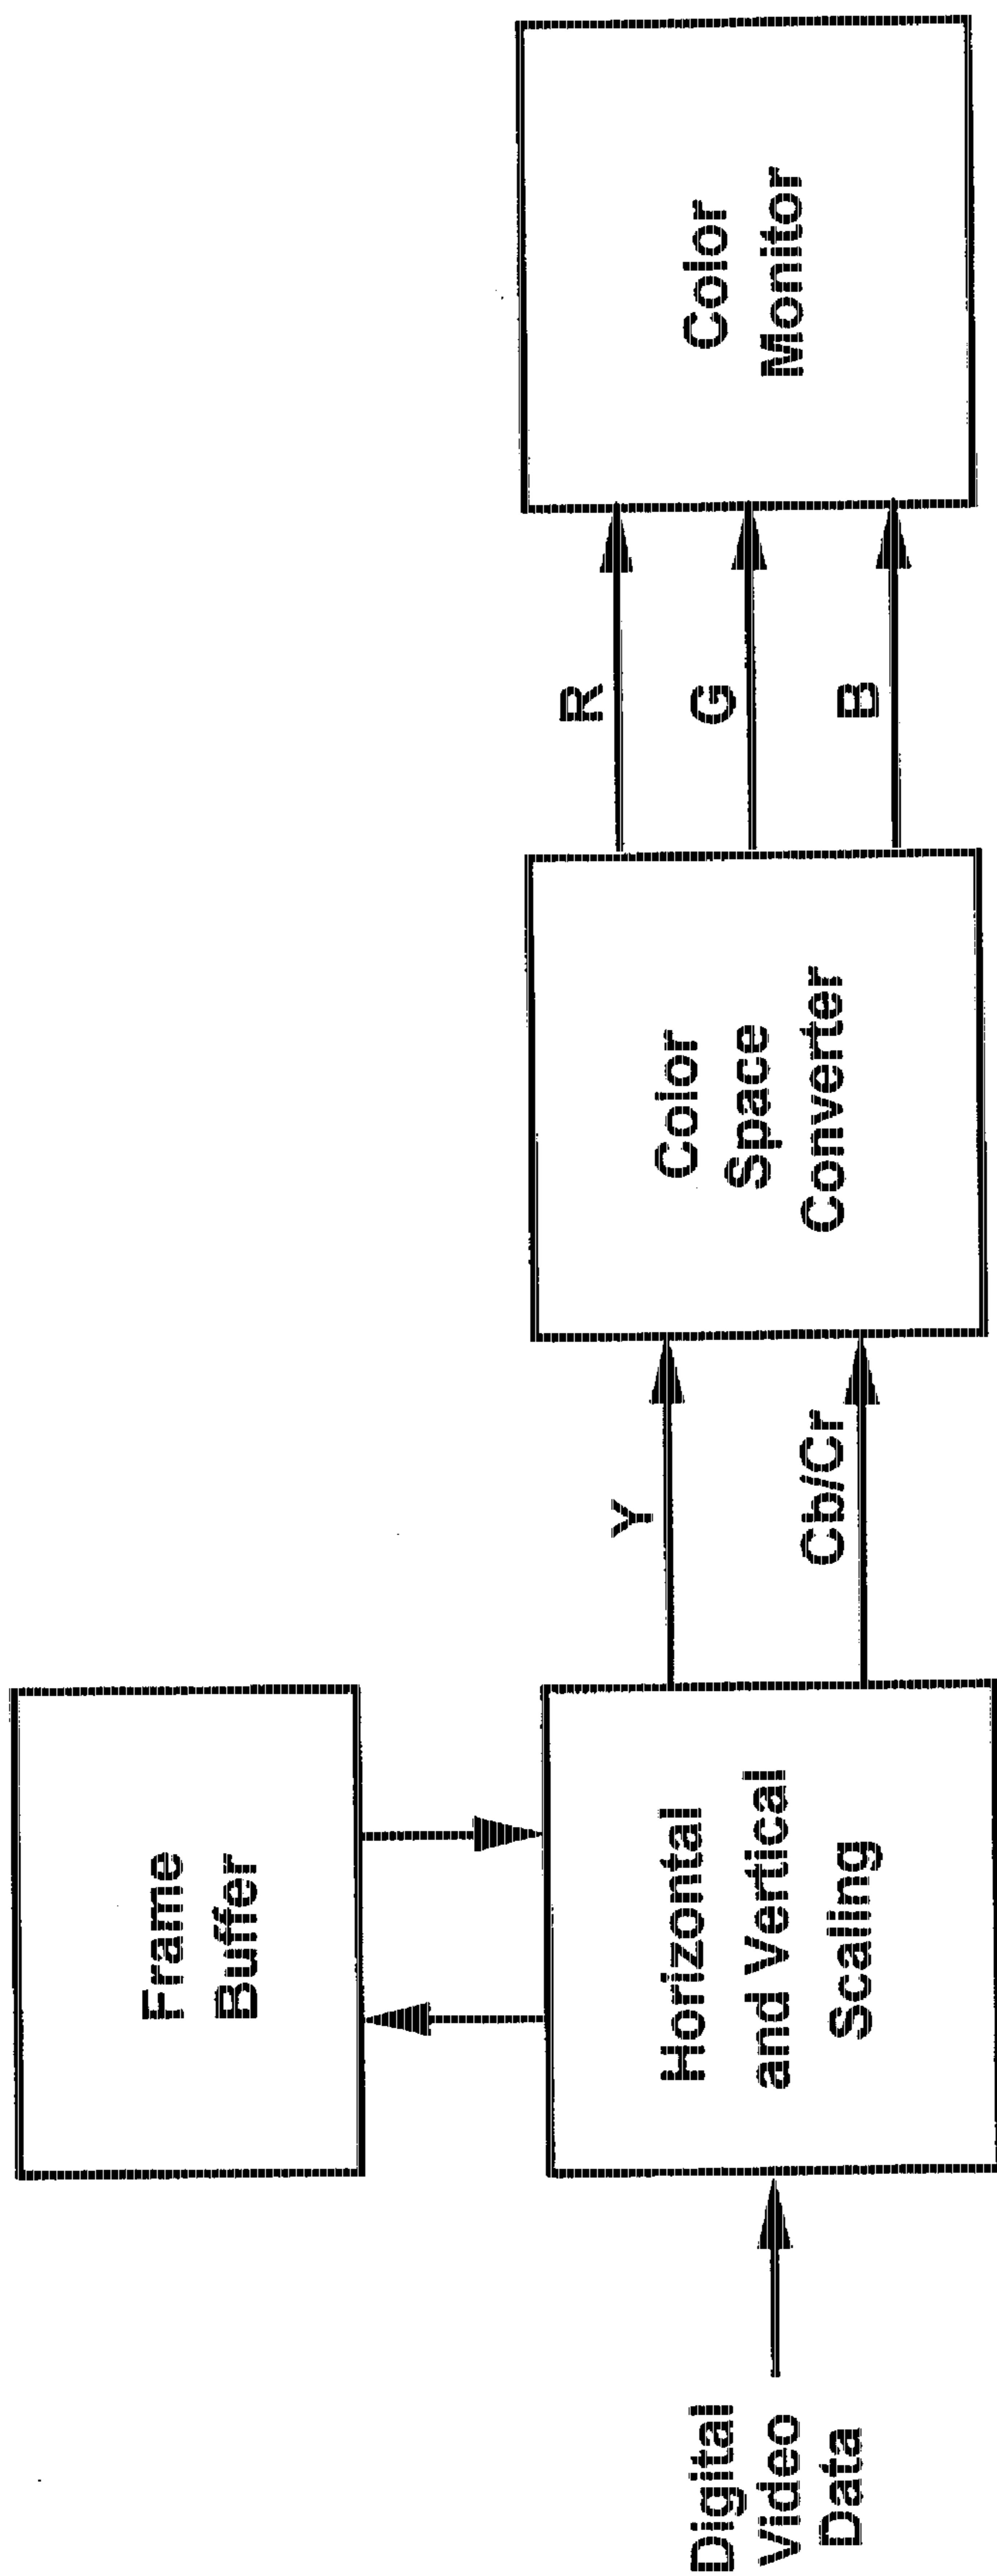 Frame
Buffer
Digital
Video
Data
Horizontal
and Vertical
Scaling
Y
Cb/Cr
Color
Space
Converter
R
G
B
Color
Monitor